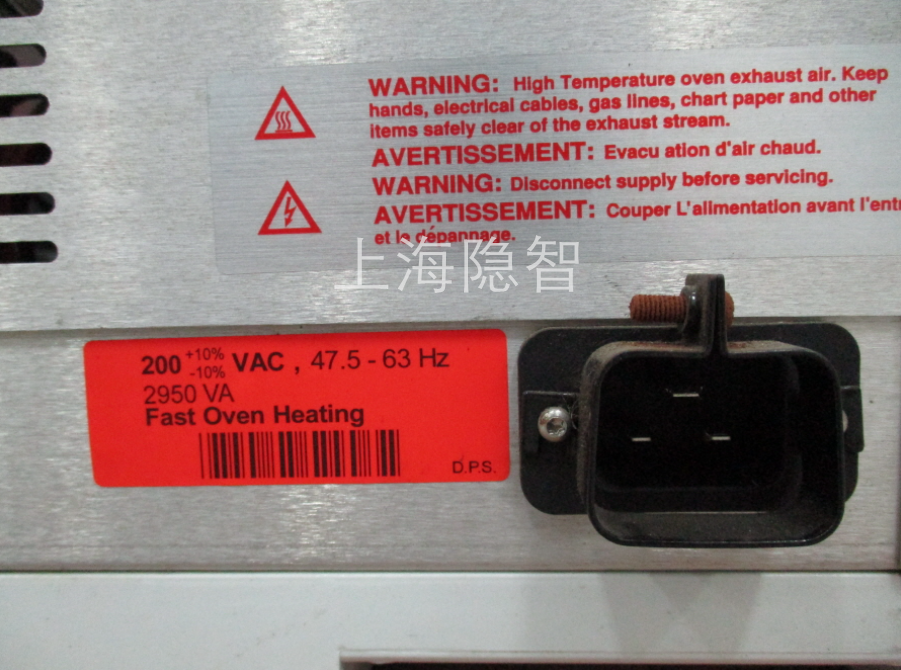 WARNING: High Temperature oven exhaust air. Keep
hands, electrical cables, gas lines, chart paper and other
items safely clear of the exhaust stream.
AVERTISSEMENT: Evacu ation d'air chaud.
WARNING: Disconnect supply before servicing.
AVERTISSEMENT: Couper L'alimentation avant l'entr
et le dépannage.
上海隐智
200 +10% -10% VAC , 47.5 - 63 Hz
2950 VA
Fast Oven Heating
D.P.S.